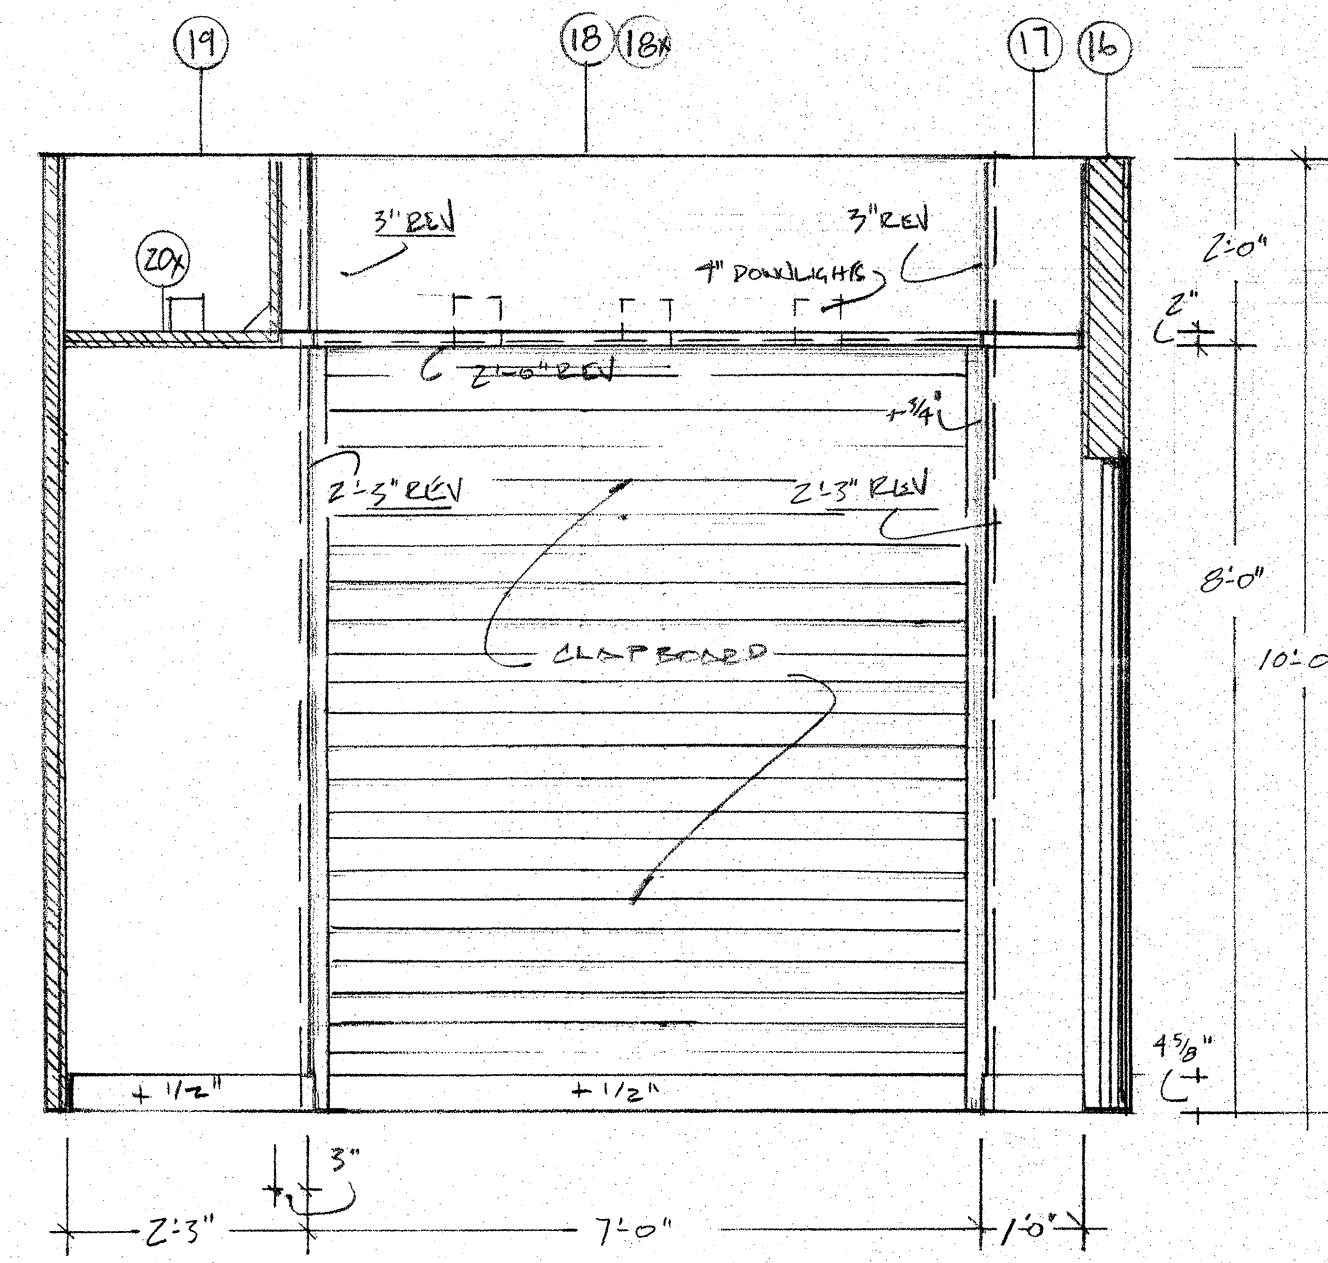 19
18
18x
17
16
3" REV
3" REV
20x
4" DOWNLIGHTS
2'-0"
2"
2'-0" REV
+ 3/4"
2'-3" REV
2'-3" REV
8'-0"
CLAPBOARD
10'-0
4 5/8"
+ 1/2"
+ 1/2"
3"
2'-3"
7'-0"
1'-0"